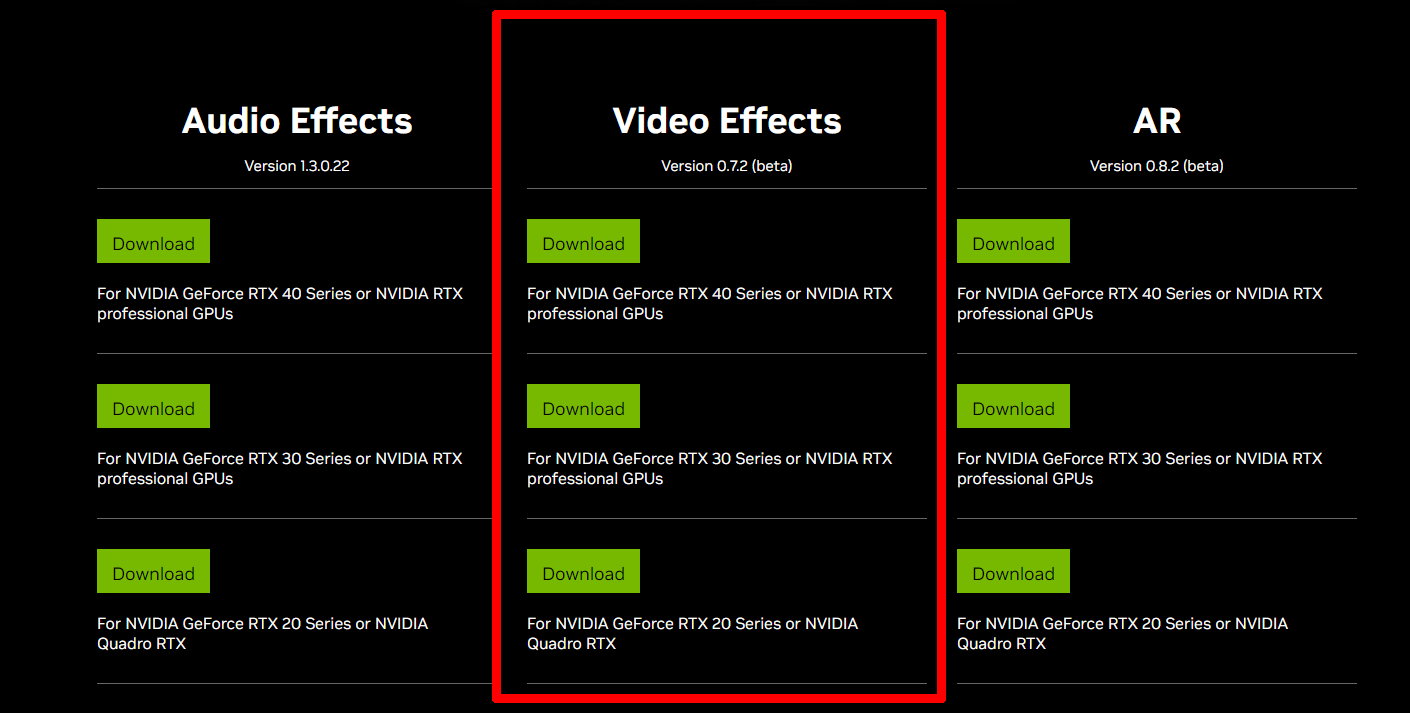 Audio Effects
Version 1.3.0.22
Download
For NVIDIA GeForce RTX 40 Series or NVIDIA RTX
professional GPUs
Download
For NVIDIA GeForce RTX 30 Series or NVIDIA RTX
professional GPUs
Download
For NVIDIA GeForce RTX 20 Series or NVIDIA
Quadro RTX
Video Effects
Version 0.7.2 (beta)
Download
For NVIDIA GeForce RTX 40 Series or NVIDIA RTX
professional GPUs
Download
For NVIDIA GeForce RTX 30 Series or NVIDIA RTX
professional GPUs
Download
For NVIDIA GeForce RTX 20 Series or NVIDIA
Quadro RTX
AR
Version 0.8.2 (beta)
Download
For NVIDIA GeForce RTX 40 Series or NVIDIA RTX
professional GPUs
Download
For NVIDIA GeForce RTX 30 Series or NVIDIA RTX
professional GPUs
Download
For NVIDIA GeForce RTX 20 Series or NVIDIA
Quadro RTX